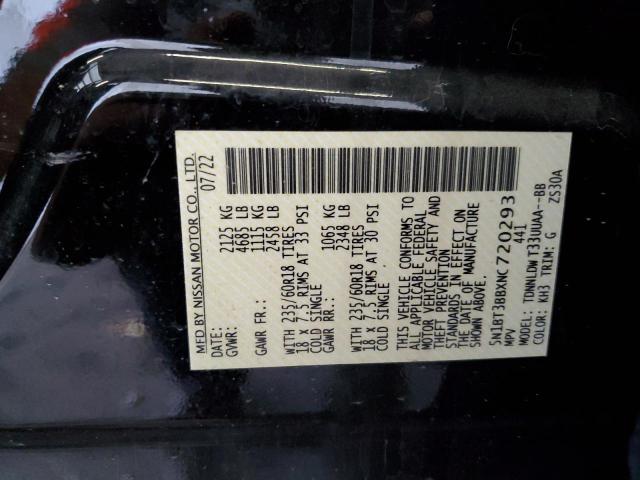 MFD BY NISSAN MOTOR CO., LTD.
DATE: 07/22
GVWR: 2125 KG
4685 LB
GAWR FR.: 1115 KG
2458 LB
WITH 235/60R18 TIRES
18 x 7.5 RIMS AT 33 PSI
COLD SINGLE
GAWR RR.: 1065 KG
2348 LB
WITH 235/60R18 TIRES
18 x 7.5 RIMS AT 30 PSI
COLD SINGLE
THIS VEHICLE CONFORMS TO
ALL APPLICABLE FEDERAL
MOTOR VEHICLE SAFETY AND
THEFT PREVENTION
STANDARDS IN EFFECT ON
THE DATE OF MANUFACTURE
SHOWN ABOVE.
5N1BT3BBXNC720293
MPV 441
MODEL: TDNNLDW T33UUAA--BB
COLOR: KH3 TRIM: G ZS30A